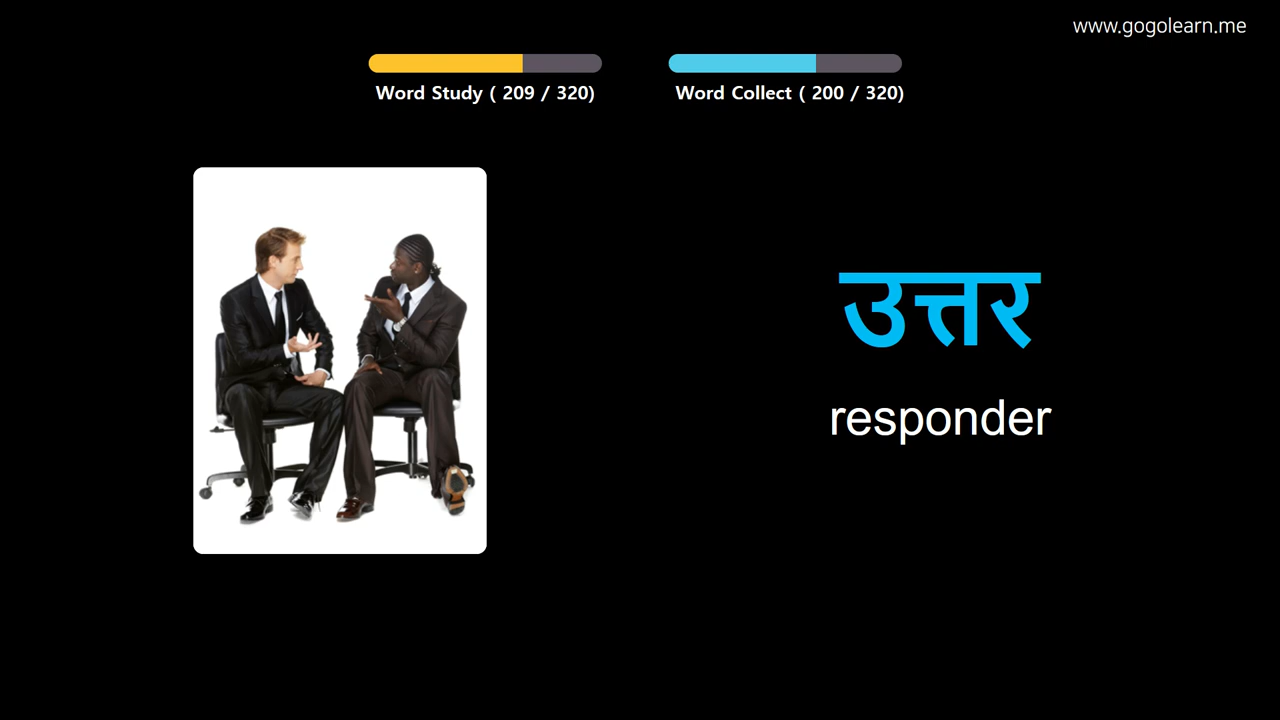 www.gogolearn.me
Word Study ( 209 / 320)
Word Collect ( 200 / 320)
उत्तर
responder